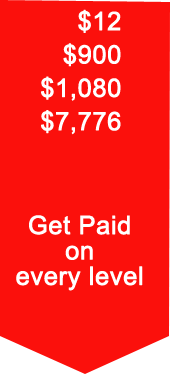 $12
$900
$1,080
$7,776
Get Paid
on
every level